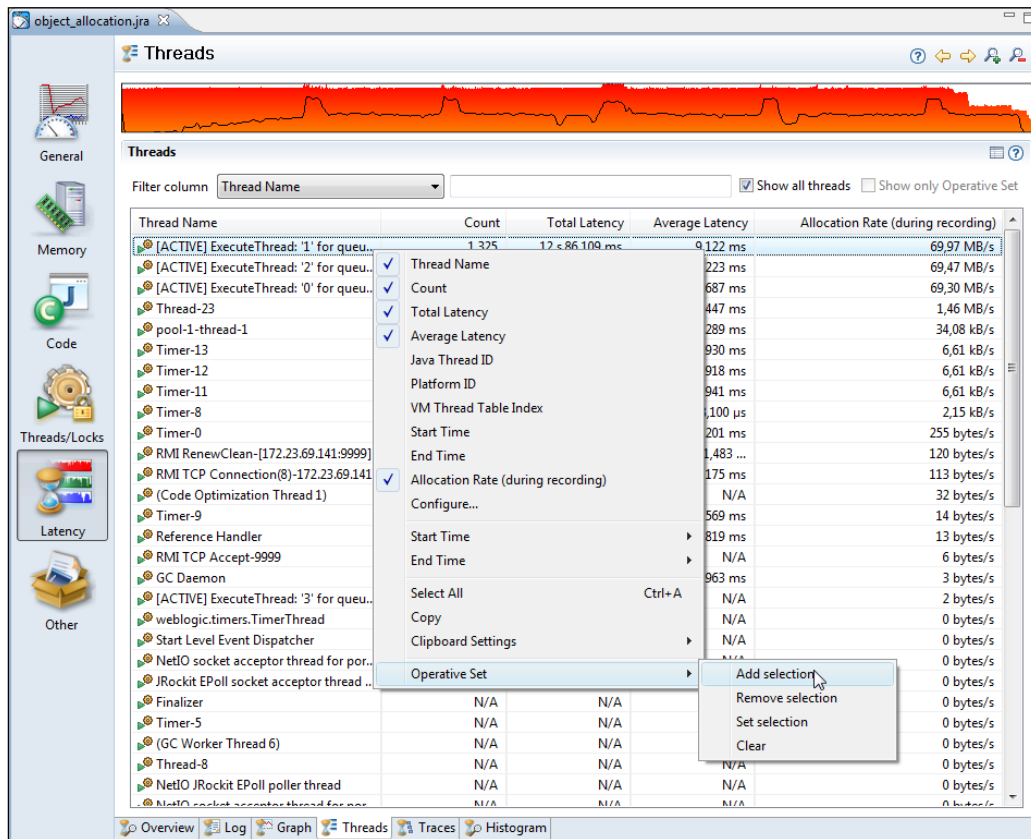 object_allocation.jra
Threads
General
Memory
Code
Threads/Locks
Latency
Other
Threads
Filter column Thread Name Show all threads Show only Operative Set
Thread Name Count Total Latency Average Latency Allocation Rate (during recording)
[ACTIVE] ExecuteThread: '1' for queu... 1 325 12 s 86,109 ms 9,122 ms 69,97 MB/s
[ACTIVE] ExecuteThread: '2' for queu... 223 ms 69,47 MB/s
[ACTIVE] ExecuteThread: '0' for queu... 687 ms 69,30 MB/s
Thread-23 447 ms 1,46 MB/s
pool-1-thread-1 289 ms 34,08 kB/s
Timer-13 930 ms 6,61 kB/s
Timer-12 918 ms 6,61 kB/s
Timer-11 941 ms 6,61 kB/s
Timer-8 ,100 µs 2,15 kB/s
Timer-0 201 ms 255 bytes/s
RMI RenewClean-[172.23.69.141:9999] 1,483 ... 120 bytes/s
RMI TCP Connection(8)-172.23.69.141 175 ms 113 bytes/s
(Code Optimization Thread 1) N/A 32 bytes/s
Timer-9 569 ms 14 bytes/s
Reference Handler 819 ms 13 bytes/s
RMI TCP Accept-9999 N/A 6 bytes/s
GC Daemon 963 ms 3 bytes/s
[ACTIVE] ExecuteThread: '3' for queu... N/A 2 bytes/s
weblogic.timers.TimerThread N/A 0 bytes/s
Start Level Event Dispatcher N/A 0 bytes/s
NetIO socket acceptor thread for por... N/A 0 bytes/s
JRockit EPoll socket acceptor thread ... 0 bytes/s
Finalizer N/A N/A 0 bytes/s
Timer-5 N/A N/A 0 bytes/s
(GC Worker Thread 6) N/A N/A 0 bytes/s
Thread-8 N/A N/A N/A 0 bytes/s
NetIO JRockit EPoll poller thread N/A N/A N/A 0 bytes/s
NetIO socket acceptor thread for por... N/A N/A N/A 0 bytes/s
Thread Name
Count
Total Latency
Average Latency
Java Thread ID
Platform ID
VM Thread Table Index
Start Time
End Time
Allocation Rate (during recording)
Configure...
Start Time
End Time
Select All Ctrl+A
Copy
Clipboard Settings
Operative Set
Add selection
Remove selection
Set selection
Clear
Overview Log Graph Threads Traces Histogram